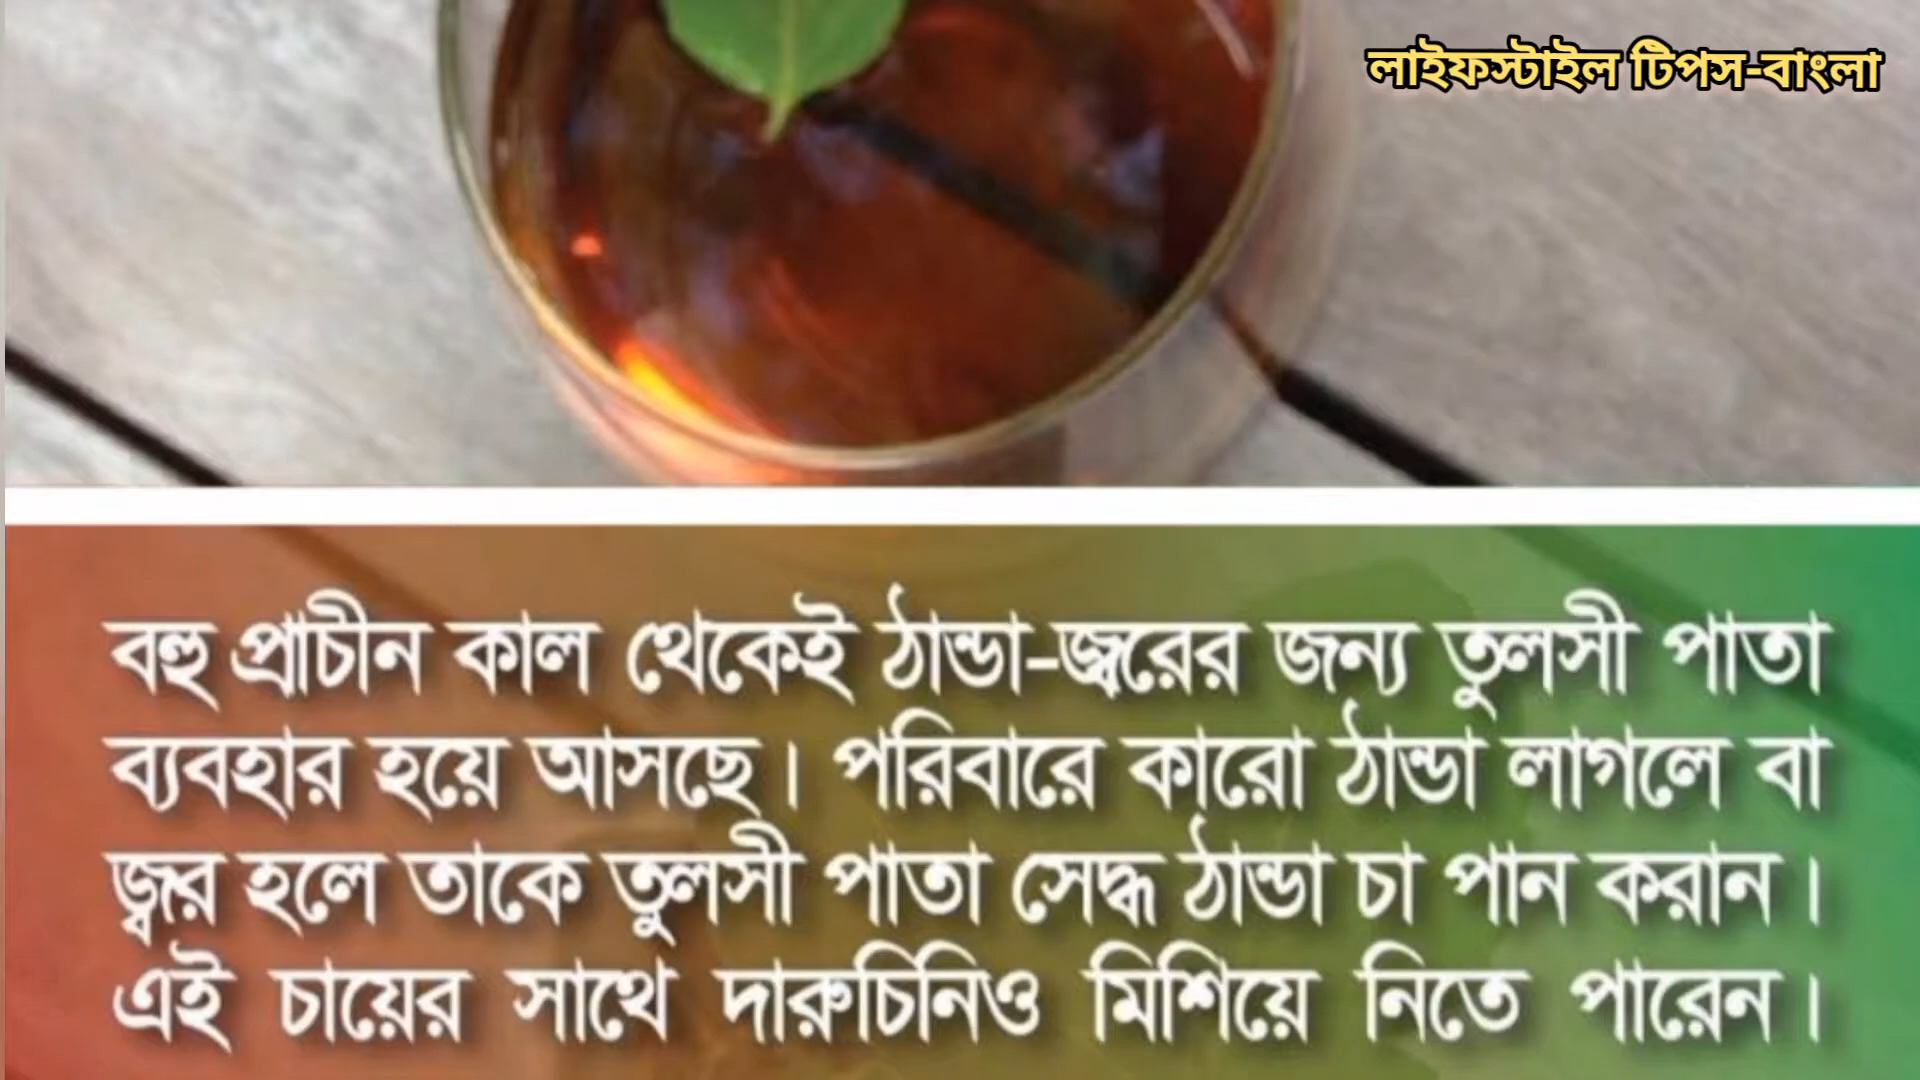 লাইফস্টাইল টিপস-বাংলা
বহু প্রাচীন কাল থেকেই ঠান্ডা-জ্বরের জন্য তুলসী পাতা
ব্যবহার হয়ে আসছে। পরিবারে কারো ঠান্ডা লাগলে বা
জ্বর হলে তাকে তুলসী পাতা সেদ্ধ ঠান্ডা চা পান করান।
এই চায়ের সাথে দারুচিনিও মিশিয়ে নিতে পারেন।